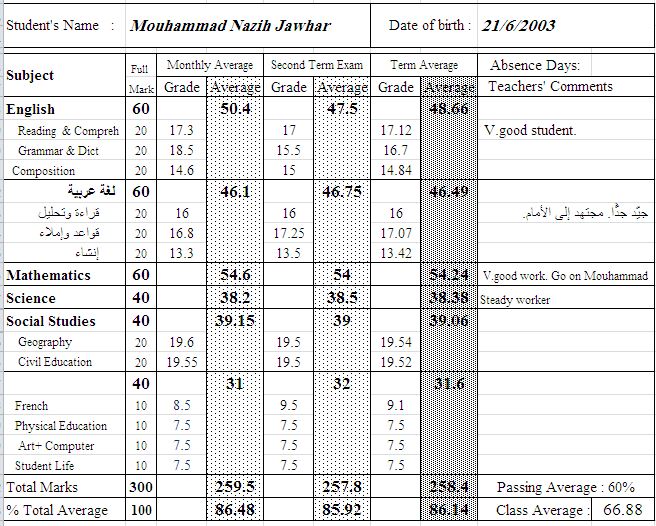 Student's Name : Mouhammad Nazih Jawhar Date of birth : 21/6/2003
Subject Full Mark Monthly Average Second Term Exam Term Average Absence Days:
Grade Average Grade Average Grade Average Teachers' Comments
English 60 50.4 47.5 48.66
Reading & Compreh 20 17.3 17 17.12 V.good student.
Grammar & Dict 20 18.5 15.5 16.7
Composition 20 14.6 15 14.84
لغة عربية 60 46.1 46.75 46.49
قراءة وتحليل 20 16 16 16 جيّد جدًّا. مجتهد إلى الأمام.
قواعد وإملاء 20 16.8 17.25 17.07
إنشاء 20 13.3 13.5 13.42
Mathematics 60 54.6 54 54.24 V.good work. Go on Mouhammad
Science 40 38.2 38.5 38.38 Steady worker
Social Studies 40 39.15 39 39.06
Geography 20 19.6 19.5 19.54
Civil Education 20 19.55 19.5 19.52
40 31 32 31.6
French 10 8.5 9.5 9.1
Physical Education 10 7.5 7.5 7.5
Art+ Computer 10 7.5 7.5 7.5
Student Life 10 7.5 7.5 7.5
Total Marks 300 259.5 257.8 258.4 Passing Average : 60%
% Total Average 100 86.48 85.92 86.14 Class Average : 66.88